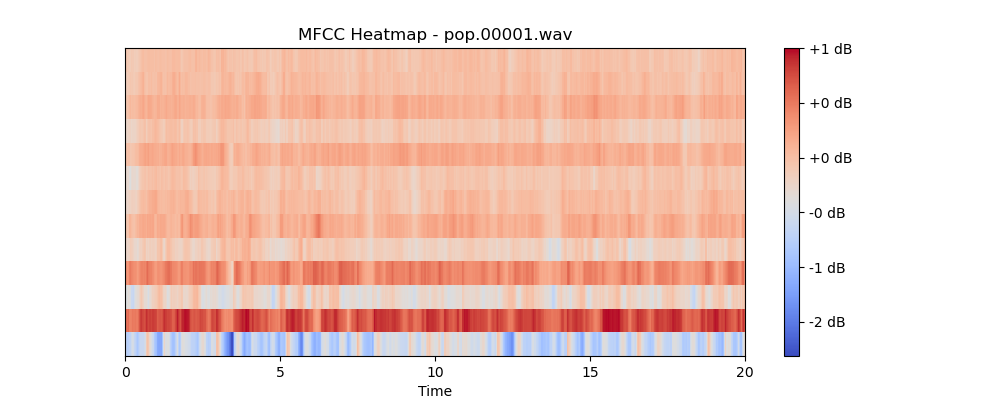 MFCC Heatmap - pop.00001.wav
+1 dB
+0 dB
+0 dB
-0 dB
-1 dB
-2 dB
0 5 10 15 20
Time